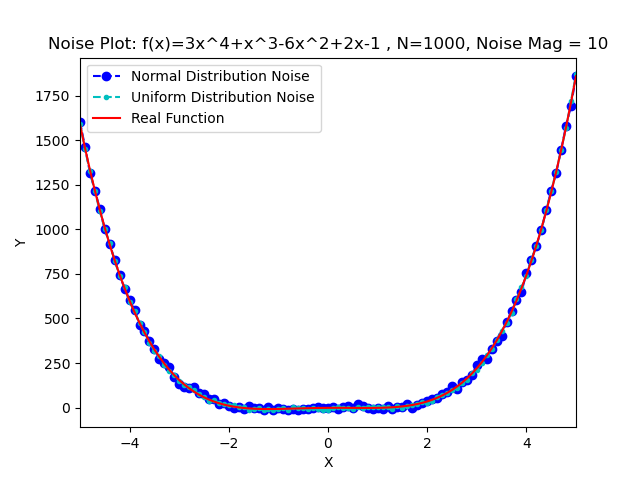 Noise Plot: f(x)=3x^4+x^3-6x^2+2x-1 , N=1000, Noise Mag = 10
Normal Distribution Noise
Uniform Distribution Noise
Real Function
1750
1500
1250
1000
750
500
250
0
Y
−4 −2 0 2 4
X